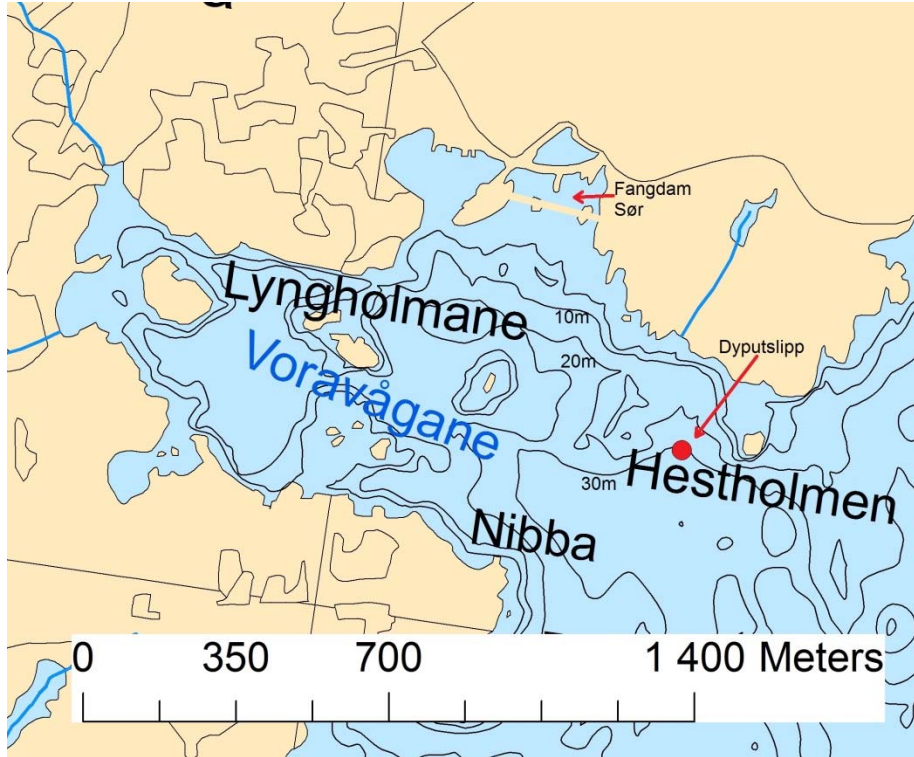 Fangdam
Sør
Lyngholmane
10m
Dyputslipp
20m
Voravågane
30m
Hestholmen
Nibba
0 350 700 1 400 Meters